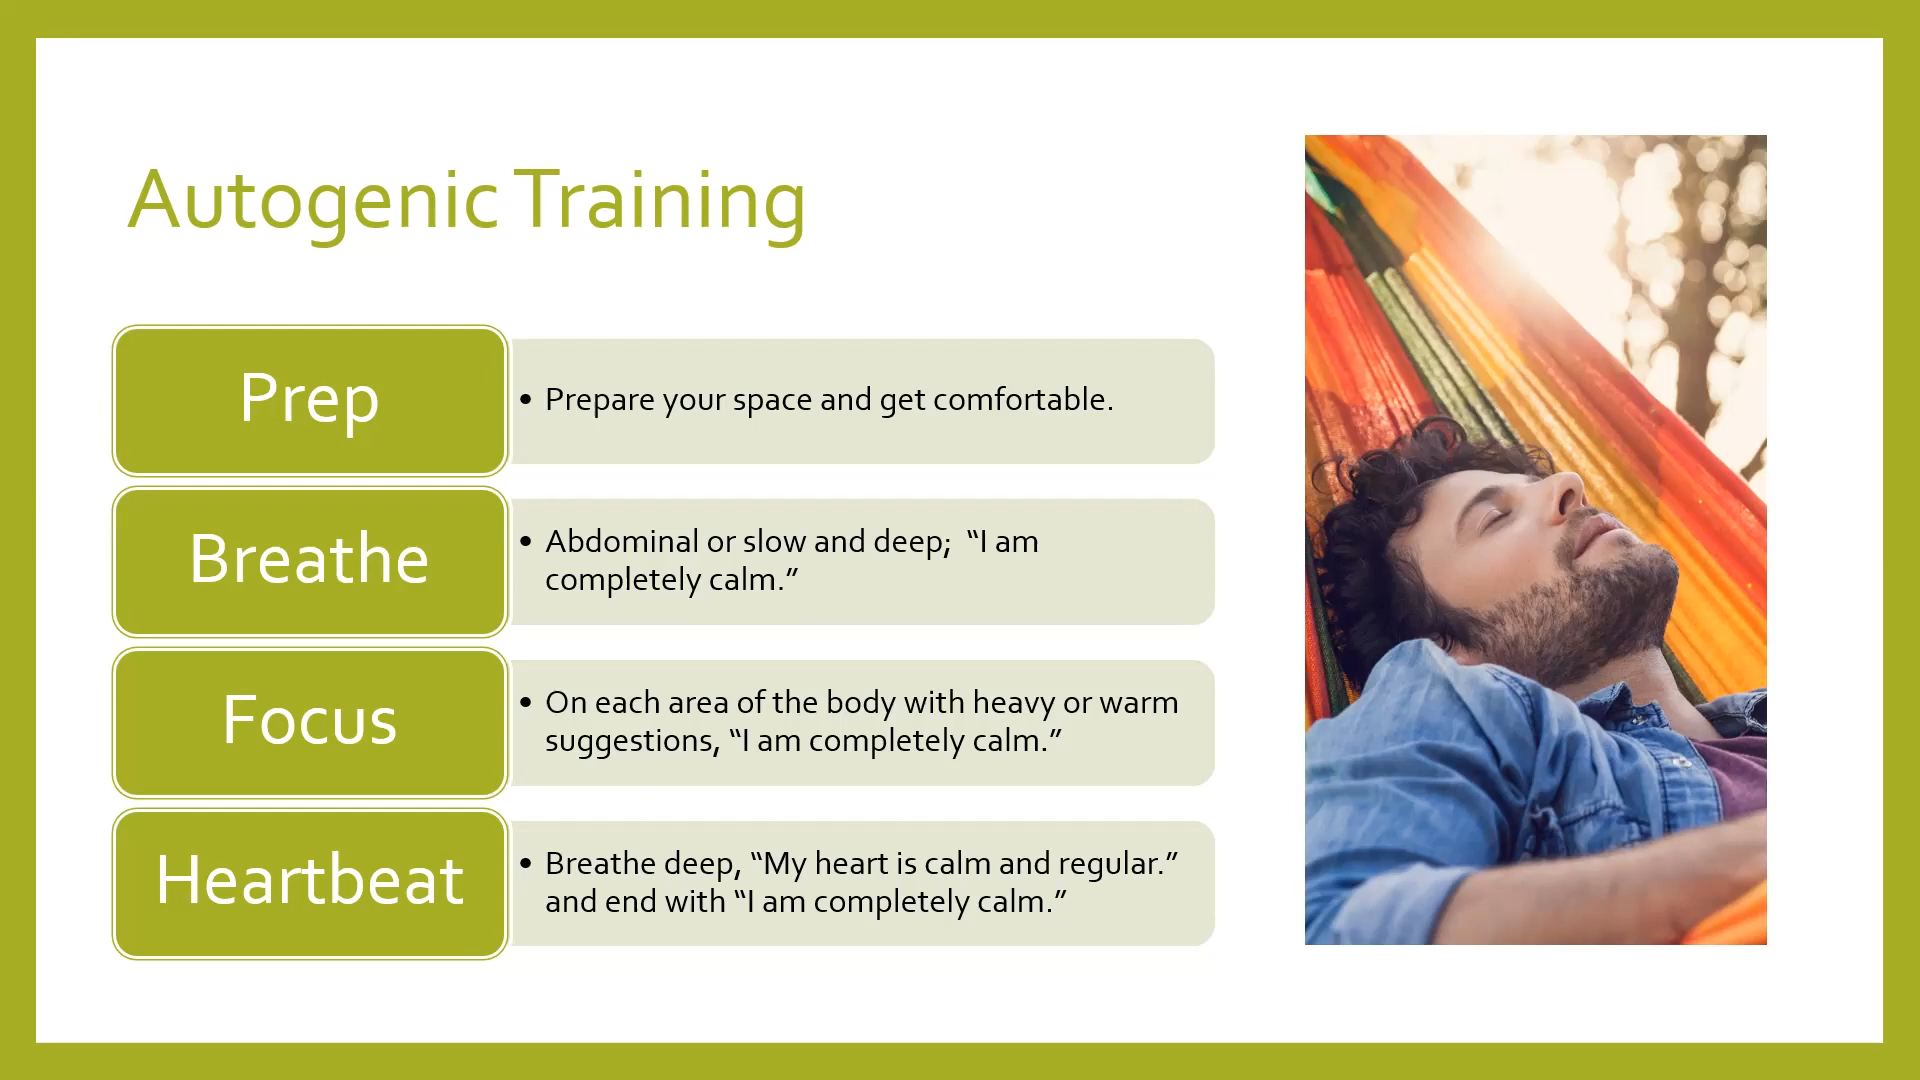 Autogenic Training
Prep
• Prepare your space and get comfortable.
Breathe
• Abdominal or slow and deep;  “I am
completely calm.”
Focus
• On each area of the body with heavy or warm
suggestions, “I am completely calm.”
Heartbeat
• Breathe deep, “My heart is calm and regular.”
and end with “I am completely calm.”